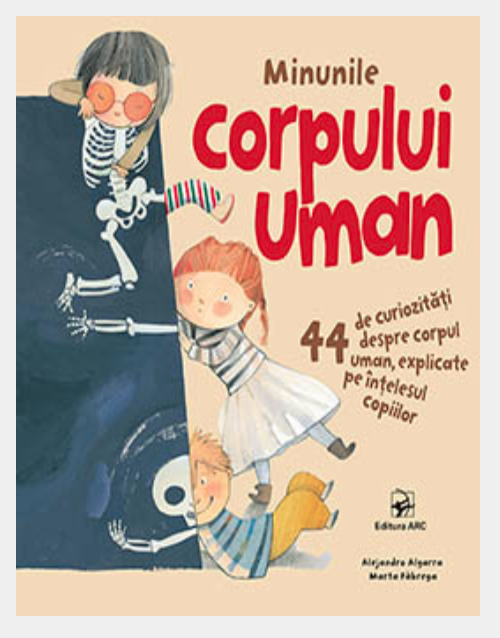 Minunile
corpului
uman
44
de curiozități
despre corpul
uman, explicate
pe înțelesul
copiilor
Editura ARC
Alejandro Algarra
Marta Fàbrega